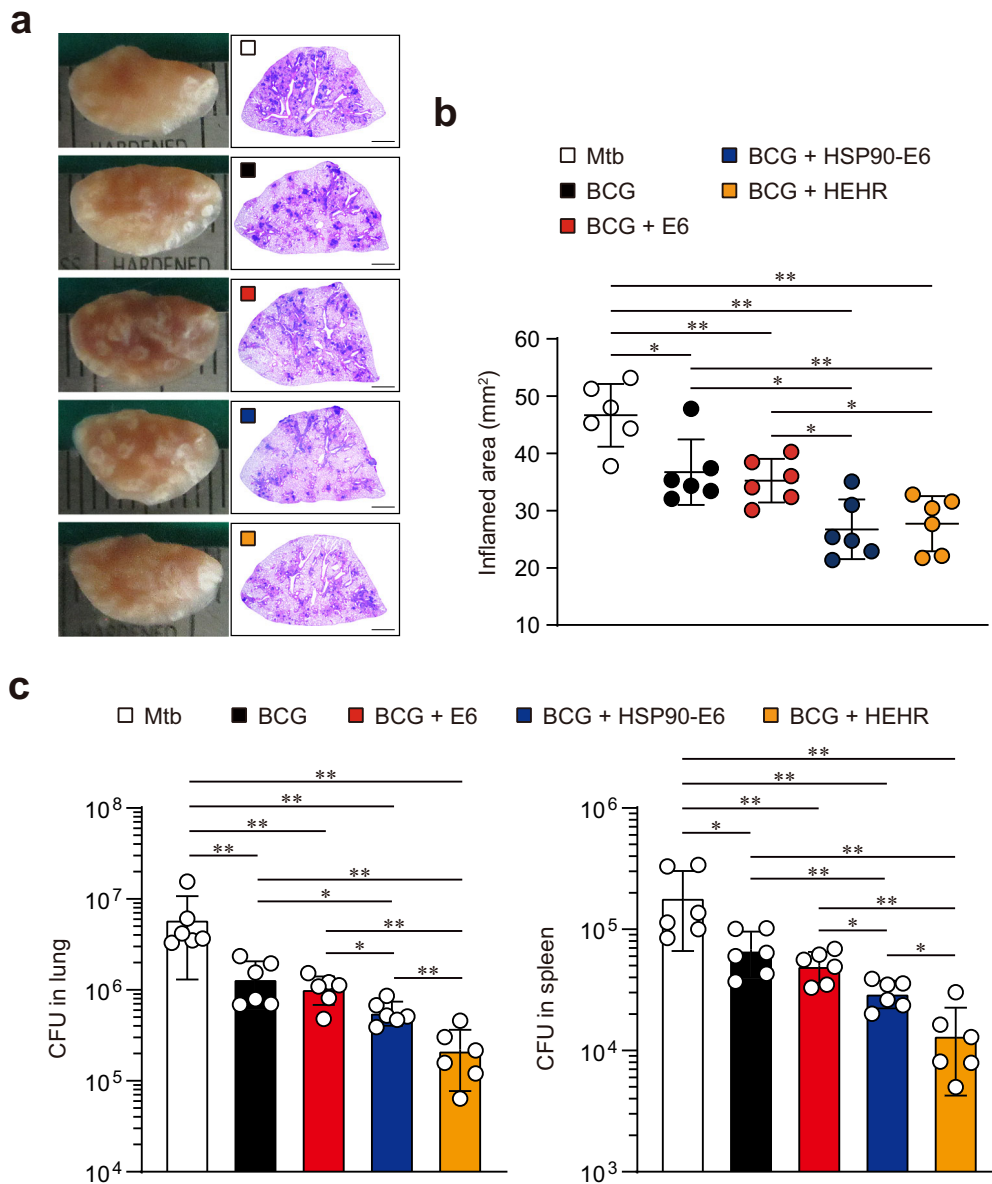 a
HARDENED
SS HARDENED
HARDENED
b
Mtb
BCG + HSP90-E6
BCG
BCG + HEHR
BCG + E6
**
**
**
*
**
*
*
*
60
50
40
30
20
10
Inflamed area (mm²)
c
Mtb
BCG
BCG + E6
BCG + HSP90-E6
BCG + HEHR
**
**
**
**
**
*
**
*
**
10⁸
10⁷
10⁶
10⁵
10⁴
CFU in lung
**
**
**
*
**
**
**
*
*
10⁶
10⁵
10⁴
10³
CFU in spleen